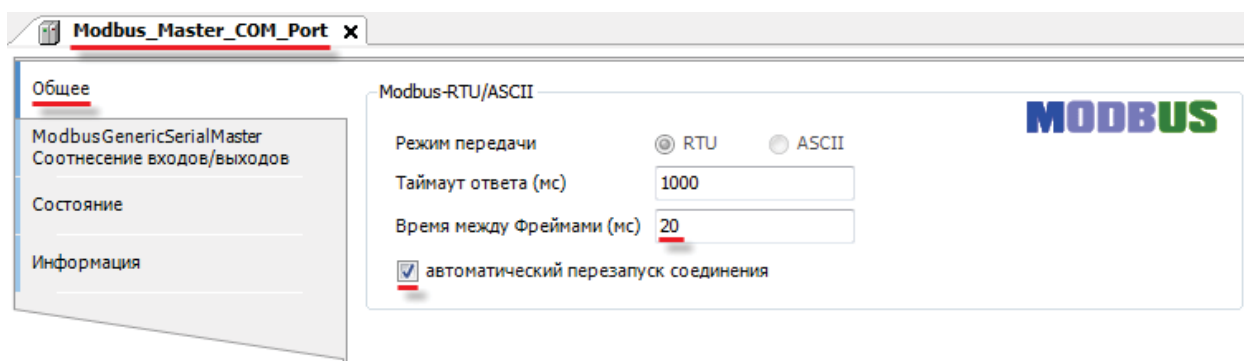 Modbus_Master_COM_Port
Общее
ModbusGenericSerialMaster
Соотнесение входов/выходов
Состояние
Информация
Modbus-RTU/ASCII
MODBUS
Режим передачи RTU ASCII
Таймаут ответа (мс) 1000
Время между Фреймами (мс) 20
автоматический перезапуск соединения